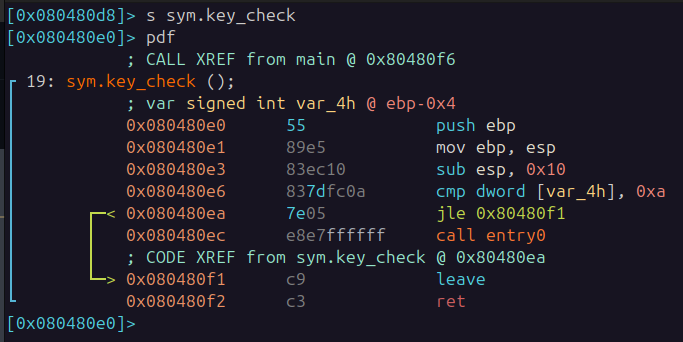 [0x080480d8]> s sym.key_check
[0x080480e0]> pdf
; CALL XREF from main @ 0x80480f6
19: sym.key_check ();
; var signed int var_4h @ ebp-0x4
0x080480e0 55 push ebp
0x080480e1 89e5 mov ebp, esp
0x080480e3 83ec10 sub esp, 0x10
0x080480e6 837dfc0a cmp dword [var_4h], 0xa
0x080480ea 7e05 jle 0x80480f1
0x080480ec e8e7ffffff call entry0
; CODE XREF from sym.key_check @ 0x80480ea
0x080480f1 c9 leave
0x080480f2 c3 ret
[0x080480e0]>